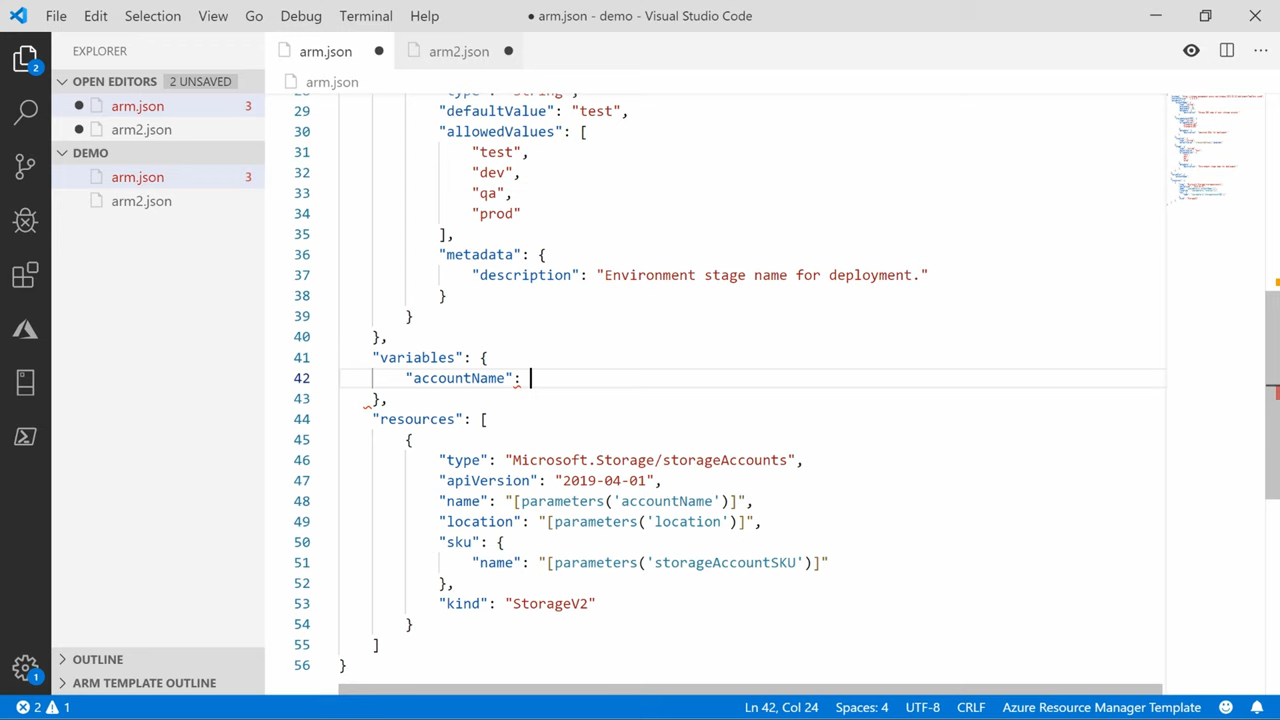 File Edit Selection View Go Debug Terminal Help ● arm.json - demo - Visual Studio Code
EXPLORER
OPEN EDITORS 2 UNSAVED
arm.json 3
arm2.json
DEMO
arm.json 3
arm2.json
OUTLINE
ARM TEMPLATE OUTLINE
2
1
arm.json
arm2.json
arm.json
29 "defaultValue": "test",
30 "allowedValues": [
31 "test",
32 "dev",
33 "qa",
34 "prod"
35 ],
36 "metadata": {
37 "description": "Environment stage name for deployment."
38 }
39 }
40 },
41 "variables": {
42 "accountName":
43 },
44 "resources": [
45 {
46 "type": "Microsoft.Storage/storageAccounts",
47 "apiVersion": "2019-04-01",
48 "name": "[parameters('accountName')]",
49 "location": "[parameters('location')]",
50 "sku": {
51 "name": "[parameters('storageAccountSKU')]"
52 },
53 "kind": "StorageV2"
54 }
55 ]
56 }
2 1 Ln 42, Col 24 Spaces: 4 UTF-8 CRLF Azure Resource Manager Template